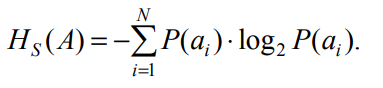 H_S(A) = −∑_{i=1}^{N} P(a_i) · log_2 P(a_i).